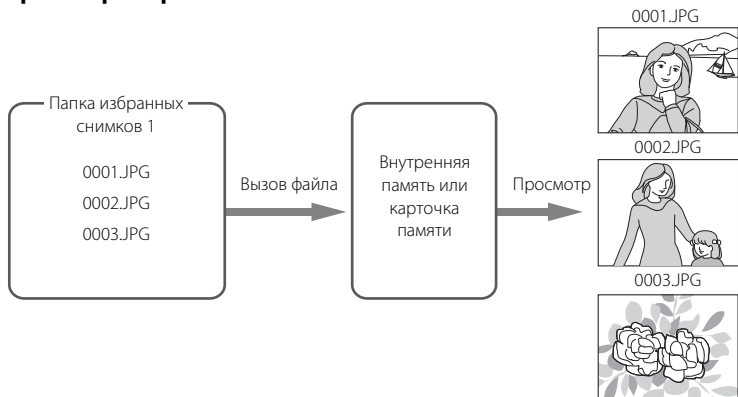 Папка избранных
снимков 1
0001.JPG
0002.JPG
0003.JPG
Вызов файла
Внутренняя
память или
карточка
памяти
Просмотр
0001.JPG
0002.JPG
0003.JPG